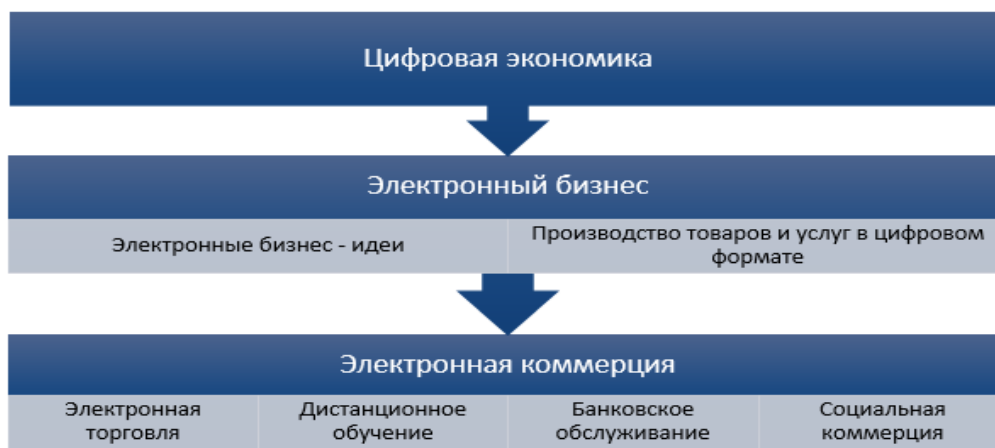 Цифровая экономика
Электронный бизнес
Электронные бизнес - идеи
Производство товаров и услуг в цифровом
формате
Электронная коммерция
Электронная
торговля
Дистанционное
обучение
Банковское
обслуживание
Социальная
коммерция